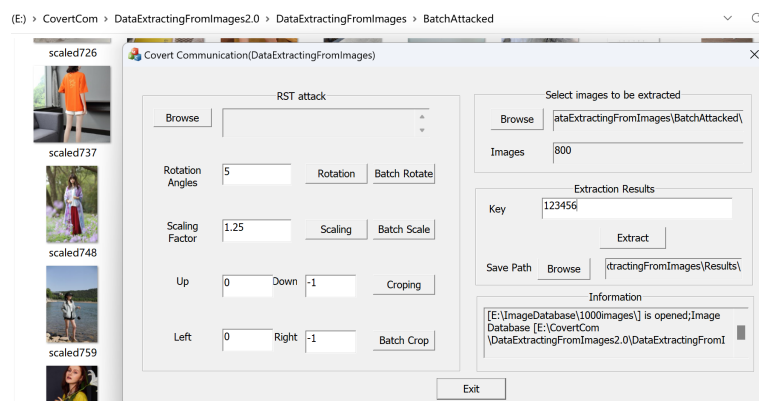 (E:) › CovertCom › DataExtractingFromImages2.0 › DataExtractingFromImages › BatchAttacked
scaled726
scaled737
scaled748
scaled759
Covert Communication(DataExtractingFromImages)
RST attack
Browse
Rotation Angles
5
Rotation
Batch Rotate
Scaling Factor
1.25
Scaling
Batch Scale
Up
0
Down
-1
Croping
Left
0
Right
-1
Batch Crop
Select images to be extracted
Browse
ataExtractingFromImages\BatchAttacked\
Images
800
Extraction Results
Key
123456
Extract
Save Path
Browse
tractingFromImages\Results\
Information
[E:\ImageDatabase\1000images\] is opened;Image
Database [E:\CovertCom
\DataExtractingFromImages2.0\DataExtractingFromI
Exit